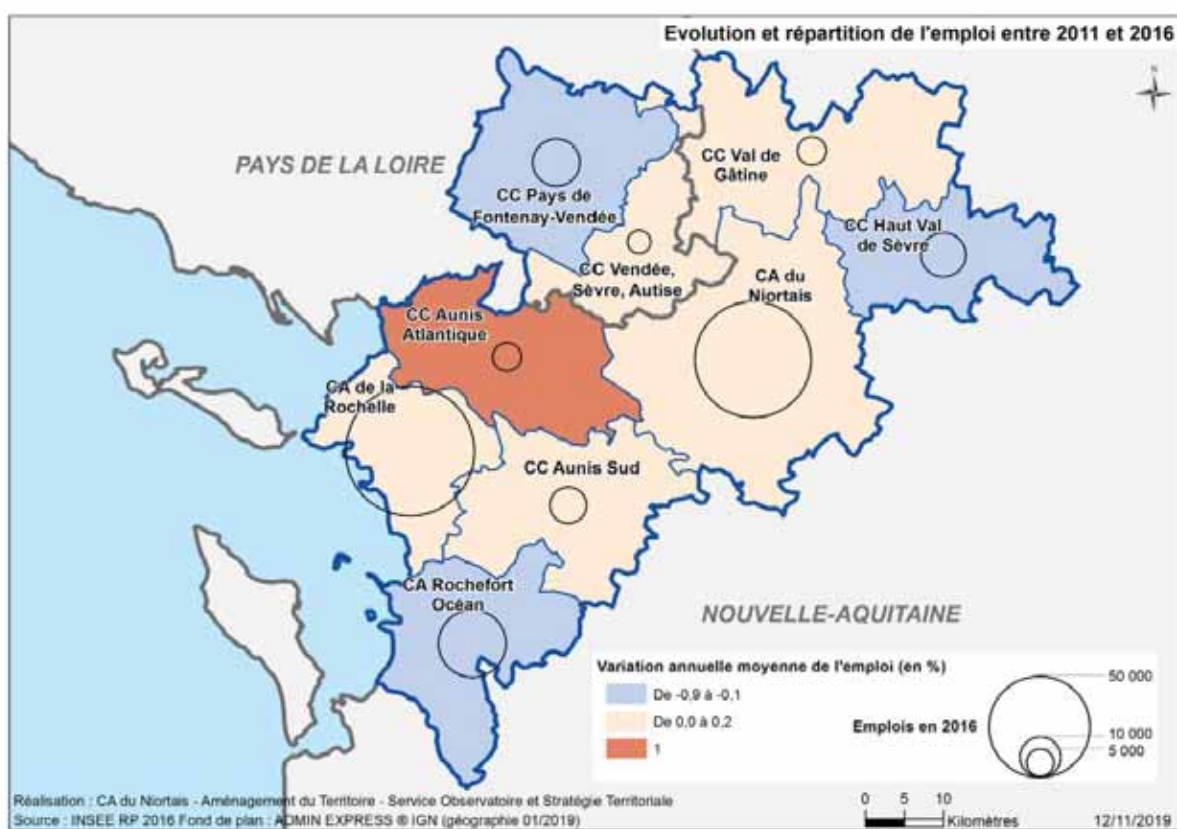 Evolution et répartition de l'emploi entre 2011 et 2016
N
PAYS DE LA LOIRE
CC Val de
Gâtine
CC Pays de
Fontenay-Vendée
CC Haut Val
de Sèvre
CC Vendée,
Sèvre, Autise
CA du
Niortais
CC Aunis
Atlantique
CA de la
Rochelle
CC Aunis Sud
CA Rochefort
Océan
NOUVELLE-AQUITAINE
Variation annuelle moyenne de l'emploi (en %)
De -0,9 à -0,1
De 0,0 à 0,2
1
Emplois en 2016
50 000
10 000
5 000
Réalisation : CA du Niortais - Aménagement du Territoire - Service Observatoire et Stratégie Territoriale
Source : INSEE RP 2016 Fond de plan : ADMIN EXPRESS ® IGN (géographie 01/2019)
0 5 10
Kilomètres
12/11/2019